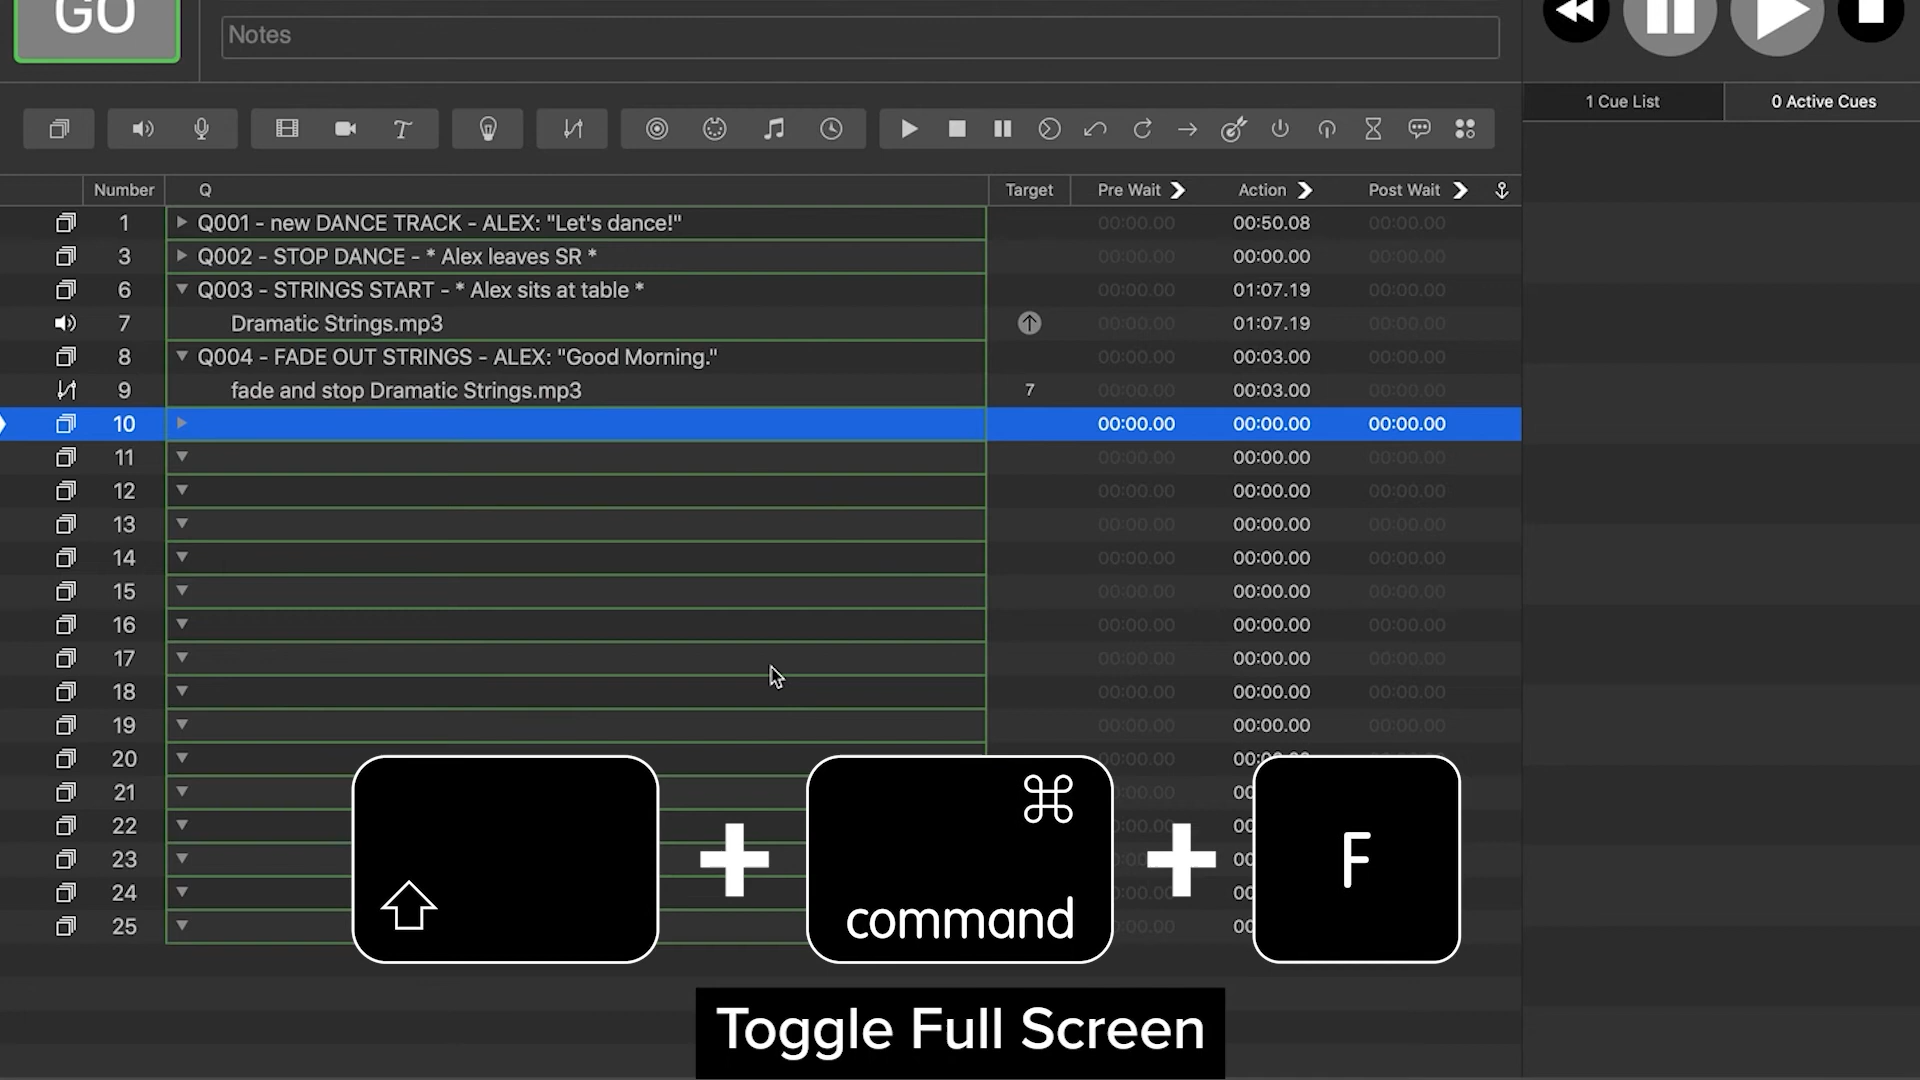 GO
Notes
1 Cue List 0 Active Cues
Number Q Target Pre Wait Action Post Wait
1 Q001 - new DANCE TRACK - ALEX: "Let's dance!" 00:00.00 00:50.08 00:00.00
3 Q002 - STOP DANCE - * Alex leaves SR * 00:00.00 00:00.00 00:00.00
6 Q003 - STRINGS START - * Alex sits at table * 00:00.00 01:07.19 00:00.00
7 Dramatic Strings.mp3 00:00.00 01:07.19 00:00.00
8 Q004 - FADE OUT STRINGS - ALEX: "Good Morning." 00:00.00 00:03.00 00:00.00
9 fade and stop Dramatic Strings.mp3 7 00:00.00 00:03.00 00:00.00
10 00:00.00 00:00.00 00:00.00
11 00:00.00 00:00.00 00:00.00
12 00:00.00 00:00.00 00:00.00
13 00:00.00 00:00.00 00:00.00
14 00:00.00 00:00.00 00:00.00
15 00:00.00 00:00.00 00:00.00
16 00:00.00 00:00.00 00:00.00
17 00:00.00 00:00.00 00:00.00
18 00:00.00 00:00.00 00:00.00
19 00:00.00 00:00.00 00:00.00
20
21
22
23
24
25
⌘
command
+
+
F
Toggle Full Screen